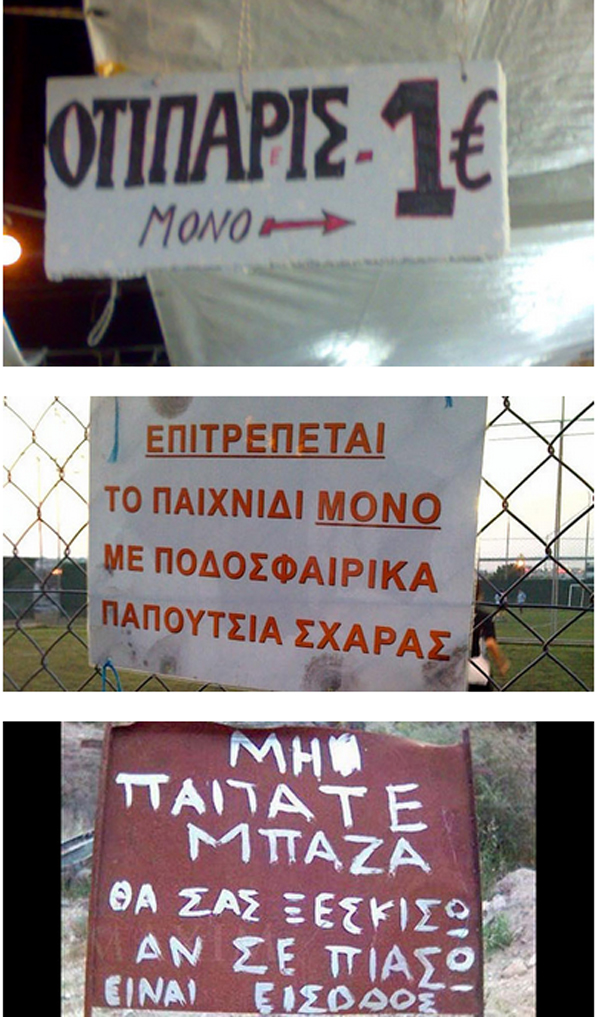 ΟΤΙΠΑΡΙΣ - 1€
ΜΟΝΟ
ΕΠΙΤΡΕΠΕΤΑΙ
ΤΟ ΠΑΙΧΝΙΔΙ ΜΟΝΟ
ΜΕ ΠΟΔΟΣΦΑΙΡΙΚΑ
ΠΑΠΟΥΤΣΙΑ ΣΧΑΡΑΣ
ΜΗ
ΠΑΙΤΑΤΕ
ΜΠΑΖΑ
ΘΑ ΣΑΣ ΞΕΣΚΙΣΩ
ΑΝ ΣΕ ΠΙΑΣΩ
ΕΙΝΑΙ ΕΙΣΟΔΟΣ